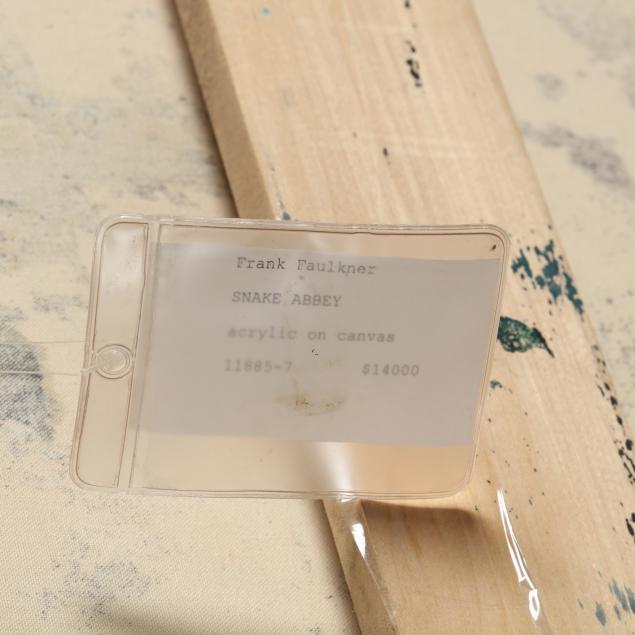 Frank Faulkner
SNAKE ABBEY
acrylic on canvas
11885-7 $14000